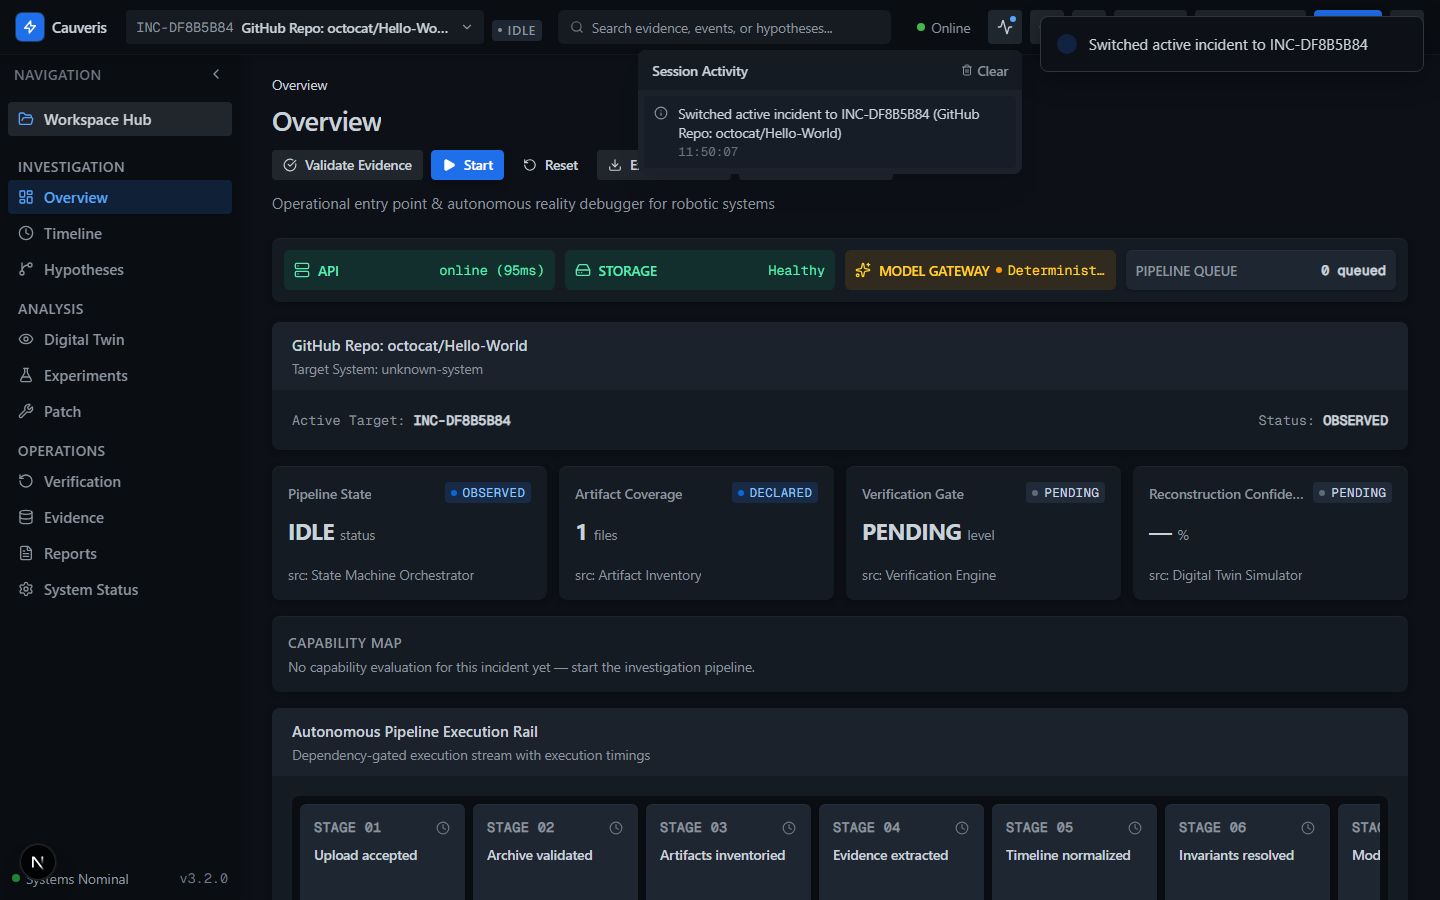 Cauveris
INC-DF8B5B84 GitHub Repo: octocat/Hello-Wo...
IDLE
Search evidence, events, or hypotheses...
Online
Switched active incident to INC-DF8B5B84
NAVIGATION
Workspace Hub
INVESTIGATION
Overview
Timeline
Hypotheses
ANALYSIS
Digital Twin
Experiments
Patch
OPERATIONS
Verification
Evidence
Reports
System Status
Systems Nominal
v3.2.0
N
Session Activity
Clear
Switched active incident to INC-DF8B5B84 (GitHub
Repo: octocat/Hello-World)
11:50:07
Overview
Overview
Validate Evidence
Start
Reset
Operational entry point & autonomous reality debugger for robotic systems
API
online (95ms)
STORAGE
Healthy
MODEL GATEWAY
Determinist...
PIPELINE QUEUE
0 queued
GitHub Repo: octocat/Hello-World
Target System: unknown-system
Active Target: INC-DF8B5B84
Status: OBSERVED
Pipeline State
OBSERVED
IDLE status
src: State Machine Orchestrator
Artifact Coverage
DECLARED
1 files
src: Artifact Inventory
Verification Gate
PENDING
PENDING level
src: Verification Engine
Reconstruction Confide...
PENDING
— %
src: Digital Twin Simulator
CAPABILITY MAP
No capability evaluation for this incident yet — start the investigation pipeline.
Autonomous Pipeline Execution Rail
Dependency-gated execution stream with execution timings
STAGE 01
Upload accepted
STAGE 02
Archive validated
STAGE 03
Artifacts inventoried
STAGE 04
Evidence extracted
STAGE 05
Timeline normalized
STAGE 06
Invariants resolved